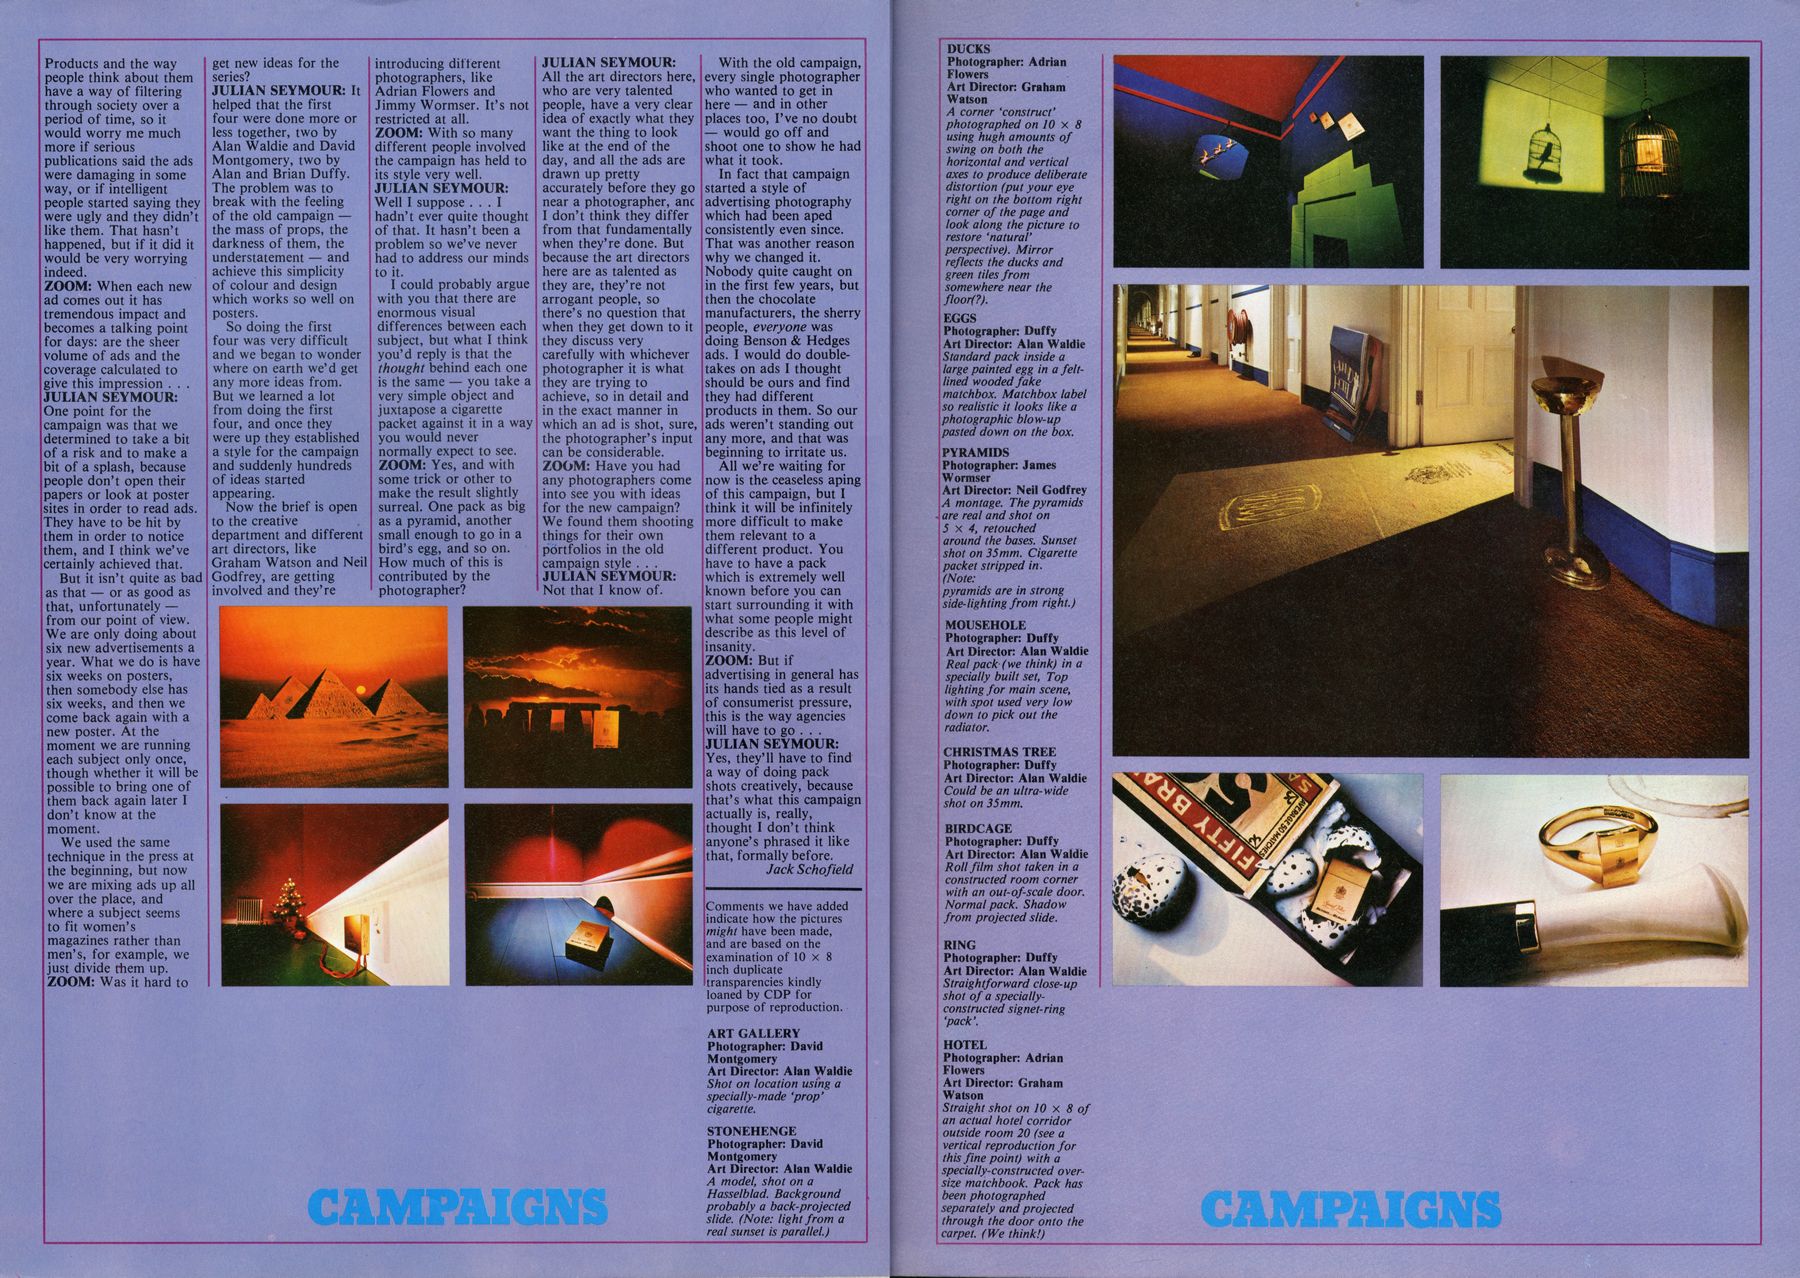 Products and the way
people think about them
have a way of filtering
through society over a
period of time, so it
would worry me much
more if serious
publications said the ads
were damaging in some
way, or if intelligent
people started saying they
were ugly and they didn't
like them. That hasn't
happened, but if it did it
would be very worrying
indeed.
ZOOM: When each new
ad comes out it has
tremendous impact and
becomes a talking point
for days: are the sheer
volume of ads and the
coverage calculated to
give this impression . . .
JULIAN SEYMOUR:
One point for the
campaign was that we
determined to take a bit
of a risk and to make a
bit of a splash, because
people don't open their
papers or look at poster
sites in order to read ads.
They have to be hit by
them in order to notice
them, and I think we've
certainly achieved that.
But it isn't quite as bad
as that — or as good as
that, unfortunately —
from our point of view.
We are only doing about
six new advertisements a
year. What we do is have
six weeks on posters,
then somebody else has
six weeks, and then we
come back again with a
new poster. At the
moment we are running
each subject only once,
though whether it will be
possible to bring one of
them back again later I
don't know at the
moment.
We used the same
technique in the press at
the beginning, but now
we are mixing ads up all
over the place, and
where a subject seems
to fit women's
magazines rather than
men's, for example, we
just divide them up.
ZOOM: Was it hard to
get new ideas for the
series?
JULIAN SEYMOUR: It
helped that the first
four were done more or
less together, two by
Alan Waldie and David
Montgomery, two by
Alan and Brian Duffy.
The problem was to
break with the feeling
of the old campaign —
the mass of props, the
darkness of them, the
understatement — and
achieve this simplicity
of colour and design
which works so well on
posters.
So doing the first
four was very difficult
and we began to wonder
where on earth we'd get
any more ideas from.
But we learned a lot
from doing the first
four, and once they
were up they established
a style for the campaign
and suddenly hundreds
of ideas started
appearing.
Now the brief is open
to the creative
department and different
art directors, like
Graham Watson and Neil
Godfrey, are getting
involved and they're
introducing different
photographers, like
Adrian Flowers and
Jimmy Wormser. It's not
restricted at all.
ZOOM: With so many
different people involved
the campaign has held to
its style very well.
JULIAN SEYMOUR:
Well I suppose . . . I
hadn't ever quite thought
of that. It hasn't been a
problem so we've never
had to address our minds
to it.
I could probably argue
with you that there are
enormous visual
differences between each
subject, but what I think
you'd reply is that the
thought behind each one
is the same — you take a
very simple object and
juxtapose a cigarette
packet against it in a way
you would never
normally expect to see.
ZOOM: Yes, and with
some trick or other to
make the result slightly
surreal. One pack as big
as a pyramid, another
small enough to go in a
bird's egg, and so on.
How much of this is
contributed by the
photographer?
JULIAN SEYMOUR:
All the art directors here,
who are very talented
people, have a very clear
idea of exactly what they
want the thing to look
like at the end of the
day, and all the ads are
drawn up pretty
accurately before they go
near a photographer, and
I don't think they differ
from that fundamentally
when they're done. But
because the art directors
here are as talented as
they are, they're not
arrogant people, so
there's no question that
when they get down to it
they discuss very
carefully with whichever
photographer it is what
they are trying to
achieve, so in detail and
in the exact manner in
which an ad is shot, sure,
the photographer's input
can be considerable.
ZOOM: Have you had
any photographers come
into see you with ideas
for the new campaign?
We found them shooting
things for their own
portfolios in the old
campaign style . . .
JULIAN SEYMOUR:
Not that I know of.
With the old campaign,
every single photographer
who wanted to get in
here — and in other
places too, I've no doubt
— would go off and
shoot one to show he had
what it took.
In fact that campaign
started a style of
advertising photography
which had been aped
consistently even since.
That was another reason
why we changed it.
Nobody quite caught on
in the first few years, but
then the chocolate
manufacturers, the sherry
people, everyone was
doing Benson & Hedges
ads. I would do double-
takes on ads I thought
should be ours and find
they had different
products in them. So our
ads weren't standing out
any more, and that was
beginning to irritate us.
All we're waiting for
now is the ceaseless aping
of this campaign, but I
think it will be infinitely
more difficult to make
them relevant to a
different product. You
have to have a pack
which is extremely well
known before you can
start surrounding it with
what some people might
describe as this level of
insanity.
ZOOM: But if
advertising in general has
its hands tied as a result
of consumerist pressure,
this is the way agencies
will have to go . . .
JULIAN SEYMOUR:
Yes, they'll have to find
a way of doing pack
shots creatively, because
that's what this campaign
actually is, really,
thought I don't think
anyone's phrased it like
that, formally before.
Jack Schofield
Comments we have added
indicate how the pictures
might have been made,
and are based on the
examination of 10 × 8
inch duplicate
transparencies kindly
loaned by CDP for
purpose of reproduction.
ART GALLERY
Photographer: David
Montgomery
Art Director: Alan Waldie
Shot on location using a
specially-made 'prop'
cigarette.
STONEHENGE
Photographer: David
Montgomery
Art Director: Alan Waldie
A model, shot on a
Hasselblad. Background
probably a back-projected
slide. (Note: light from a
real sunset is parallel.)
CAMPAIGNS
DUCKS
Photographer: Adrian
Flowers
Art Director: Graham
Watson
A corner 'construct'
photographed on 10 × 8
using hugh amounts of
swing on both the
horizontal and vertical
axes to produce deliberate
distortion (put your eye
right on the bottom right
corner of the page and
look along the picture to
restore 'natural'
perspective). Mirror
reflects the ducks and
green tiles from
somewhere near the
floor(?).
EGGS
Photographer: Duffy
Art Director: Alan Waldie
Standard pack inside a
large painted egg in a felt-
lined wooded fake
matchbox. Matchbox label
so realistic it looks like a
photographic blow-up
pasted down on the box.
PYRAMIDS
Photographer: James
Wormser
Art Director: Neil Godfrey
A montage. The pyramids
are real and shot on
5 × 4, retouched
around the bases. Sunset
shot on 35mm. Cigarette
packet stripped in.
(Note:
pyramids are in strong
side-lighting from right.)
MOUSEHOLE
Photographer: Duffy
Art Director: Alan Waldie
Real pack (we think) in a
specially built set, Top
lighting for main scene,
with spot used very low
down to pick out the
radiator.
CHRISTMAS TREE
Photographer: Duffy
Art Director: Alan Waldie
Could be an ultra-wide
shot on 35mm.
BIRDCAGE
Photographer: Duffy
Art Director: Alan Waldie
Roll film shot taken in a
constructed room corner
with an out-of-scale door.
Normal pack. Shadow
from projected slide.
RING
Photographer: Duffy
Art Director: Alan Waldie
Straightforward close-up
shot of a specially-
constructed signet-ring
'pack'.
HOTEL
Photographer: Adrian
Flowers
Art Director: Graham
Watson
Straight shot on 10 × 8 of
an actual hotel corridor
outside room 20 (see a
vertical reproduction for
this fine point) with a
specially-constructed over-
size matchbook. Pack has
been photographed
separately and projected
through the door onto the
carpet. (We think!)
FIFTY BRA
AVERAGE 50 MATCHES
CAMPAIGNS